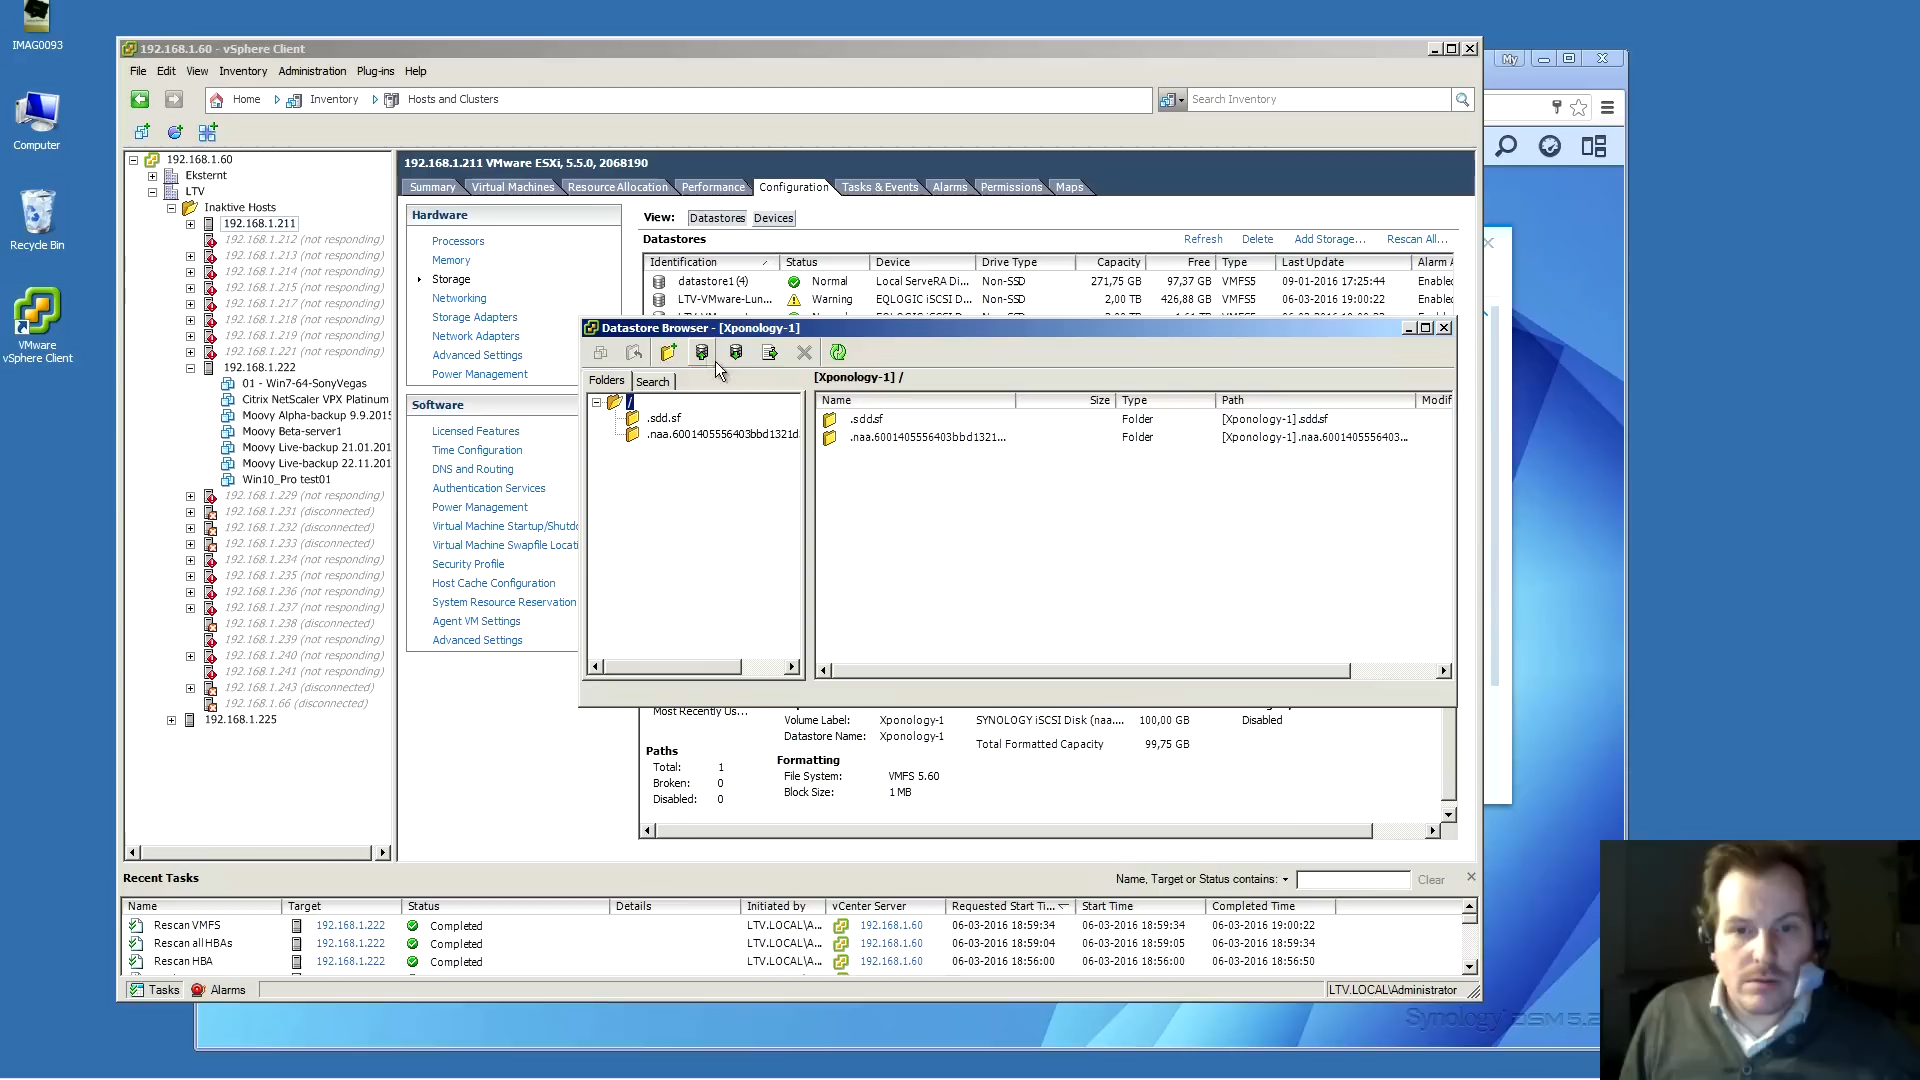 IMAG0093
Computer
Recycle Bin
VMware
vSphere Client
192.168.1.60 - vSphere Client
My
File Edit View Inventory Administration Plug-ins Help
Home Inventory Hosts and Clusters
Search Inventory
192.168.1.60
Eksternt
LTV
Inaktive Hosts
192.168.1.211
192.168.1.212 (not responding)
192.168.1.213 (not responding)
192.168.1.214 (not responding)
192.168.1.215 (not responding)
192.168.1.217 (not responding)
192.168.1.218 (not responding)
192.168.1.219 (not responding)
192.168.1.221 (not responding)
192.168.1.222
01 - Win7-64-SonyVegas
Citrix NetScaler VPX Platinum
Moovy Alpha-backup 9.9.2015
Moovy Beta-server1
Moovy Live-backup 21.01.201
Moovy Live-backup 22.11.201
Win10_Pro test01
192.168.1.229 (not responding)
192.168.1.231 (disconnected)
192.168.1.232 (disconnected)
192.168.1.233 (disconnected)
192.168.1.234 (not responding)
192.168.1.235 (not responding)
192.168.1.236 (not responding)
192.168.1.237 (not responding)
192.168.1.238 (disconnected)
192.168.1.239 (not responding)
192.168.1.240 (not responding)
192.168.1.241 (not responding)
192.168.1.243 (disconnected)
192.168.1.66 (disconnected)
192.168.1.225
192.168.1.211 VMware ESXi, 5.5.0, 2068190
Summary Virtual Machines Resource Allocation Performance Configuration Tasks & Events Alarms Permissions Maps
Hardware
Processors
Memory
Storage
Networking
Storage Adapters
Network Adapters
Advanced Settings
Power Management
Software
Licensed Features
Time Configuration
DNS and Routing
Authentication Services
Power Management
Virtual Machine Startup/Shutdo
Virtual Machine Swapfile Locati
Security Profile
Host Cache Configuration
System Resource Reservation
Agent VM Settings
Advanced Settings
View: Datastores Devices
Datastores Refresh Delete Add Storage... Rescan All...
Identification Status Device Drive Type Capacity Free Type Last Update Alarm A
datastore1 (4) Normal Local ServeRA Di... Non-SSD 271,75 GB 97,37 GB VMFS5 09-01-2016 17:25:44 Enabled
LTV-VMware-Lun... Warning EQLOGIC iSCSI D... Non-SSD 2,00 TB 426,88 GB VMFS5 06-03-2016 19:00:22 Enabled
Datastore Browser - [Xponology-1]
Folders Search
[Xponology-1] /
/
.sdd.sf
.naa.6001405556403bbd1321d
Name Size Type Path Modif
.sdd.sf Folder [Xponology-1] .sdd.sf
.naa.6001405556403bbd1321... Folder [Xponology-1] .naa.6001405556403...
Most Recently Us...
Volume Label: Xponology-1 SYNOLOGY iSCSI Disk (naa.... 100,00 GB Disabled
Datastore Name: Xponology-1
Total Formatted Capacity 99,75 GB
Paths
Total: 1
Broken: 0
Disabled: 0
Formatting
File System: VMFS 5.60
Block Size: 1 MB
Recent Tasks
Name, Target or Status contains: Clear
Name Target Status Details Initiated by vCenter Server Requested Start Ti... Start Time Completed Time
Rescan VMFS 192.168.1.222 Completed LTV.LOCAL\A... 192.168.1.60 06-03-2016 18:59:34 06-03-2016 18:59:34 06-03-2016 19:00:22
Rescan all HBAs 192.168.1.222 Completed LTV.LOCAL\A... 192.168.1.60 06-03-2016 18:59:04 06-03-2016 18:59:05 06-03-2016 18:59:34
Rescan HBA 192.168.1.222 Completed LTV.LOCAL\A... 192.168.1.60 06-03-2016 18:56:00 06-03-2016 18:56:00 06-03-2016 18:56:50
Tasks Alarms
LTV.LOCAL\Administrator
Synology DSM 5.2